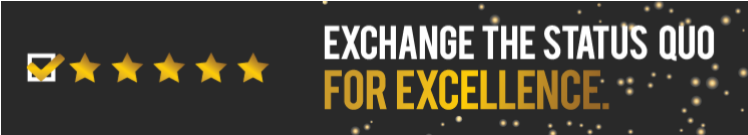 EXCHANGE THE STATUS QUO
FOR EXCELLENCE.